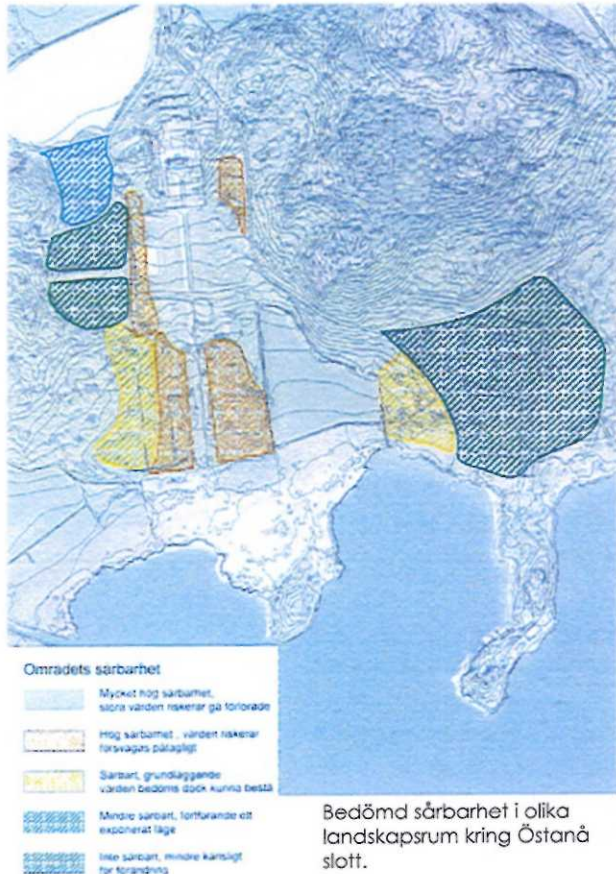 Områdets sårbarhet
Mycket hög sårbarhet,
stora värden riskerar gå förlorade
Hög sårbarhet , värden riskerar
försvagas påtagligt
Sårbart, grundläggande
värden bedöms dock kunna bestå
Mindre sårbart, fortfarande ett
exponerat läge
Inte sårbart, mindre känsligt
för förändring
Bedömd sårbarhet i olika
landskapsrum kring Östanå
slott.